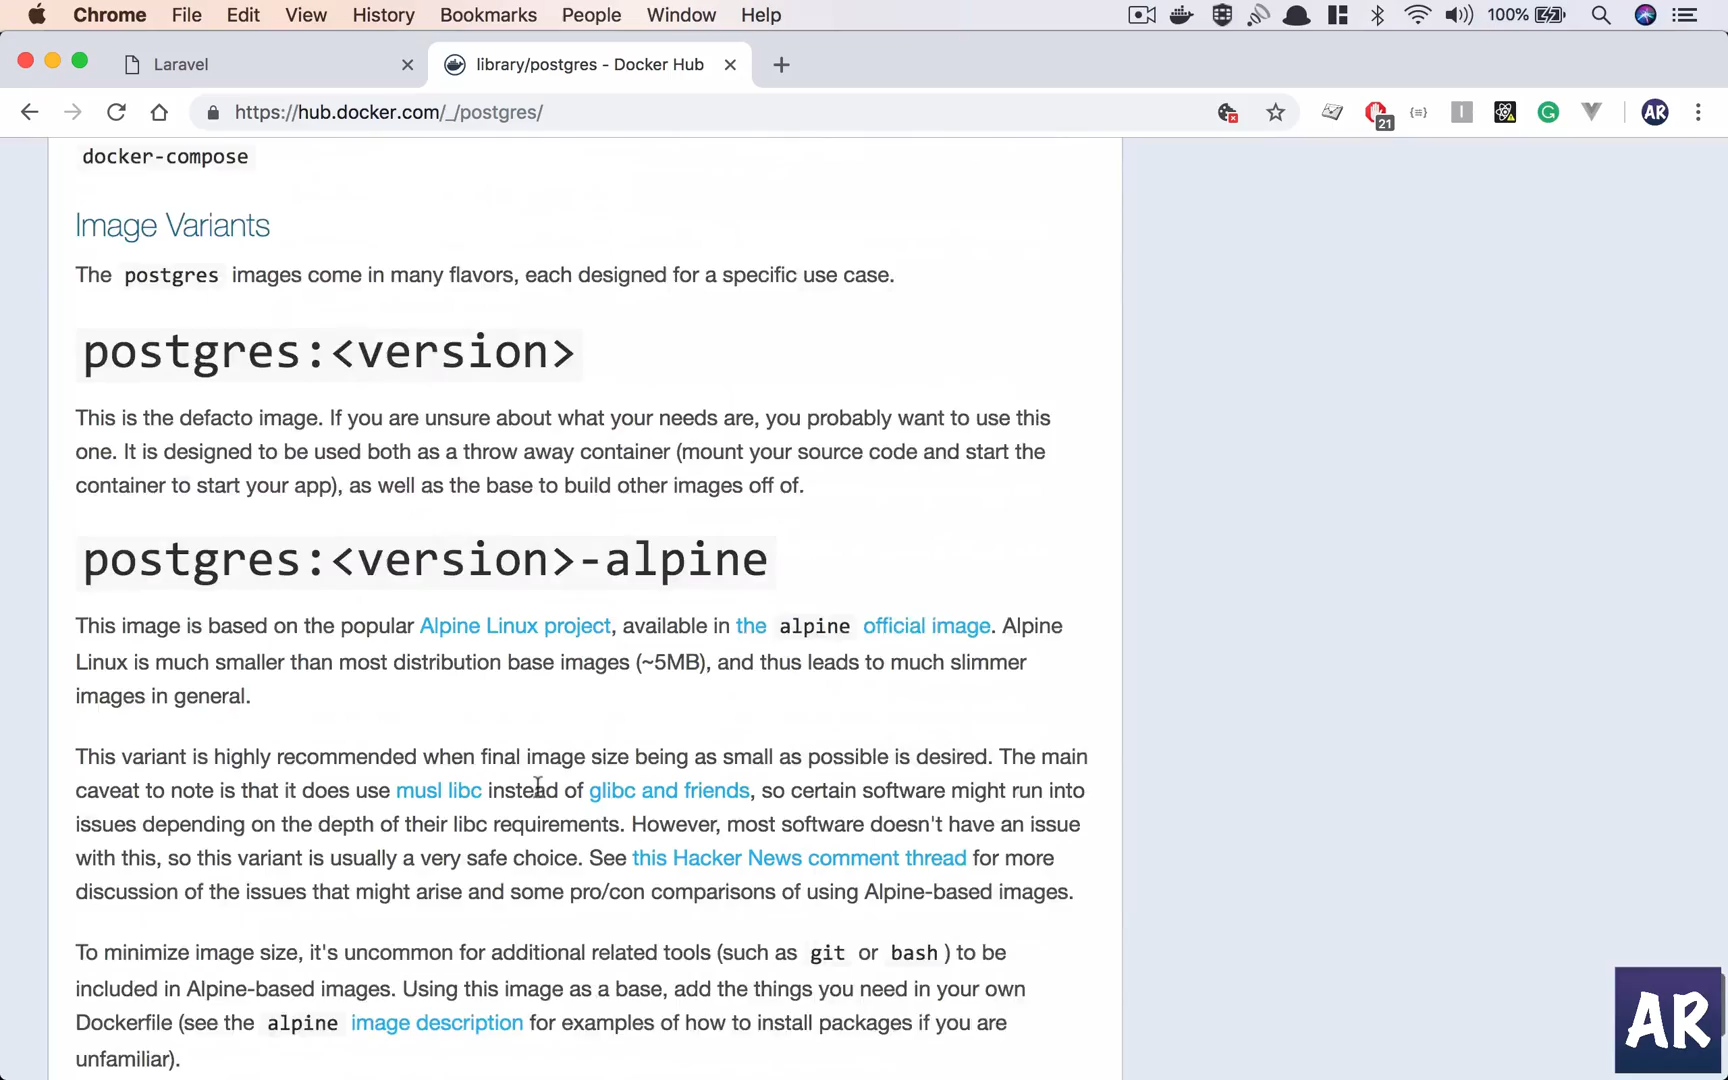 Chrome File Edit View History Bookmarks People Window Help 100%
Laravel library/postgres - Docker Hub
https://hub.docker.com/_/postgres/ 21 AR
docker-compose
Image Variants
The postgres images come in many flavors, each designed for a specific use case.
postgres:<version>
This is the defacto image. If you are unsure about what your needs are, you probably want to use this
one. It is designed to be used both as a throw away container (mount your source code and start the
container to start your app), as well as the base to build other images off of.
postgres:<version>-alpine
This image is based on the popular Alpine Linux project, available in the alpine official image. Alpine
Linux is much smaller than most distribution base images (~5MB), and thus leads to much slimmer
images in general.
This variant is highly recommended when final image size being as small as possible is desired. The main
caveat to note is that it does use musl libc instead of glibc and friends, so certain software might run into
issues depending on the depth of their libc requirements. However, most software doesn't have an issue
with this, so this variant is usually a very safe choice. See this Hacker News comment thread for more
discussion of the issues that might arise and some pro/con comparisons of using Alpine-based images.
To minimize image size, it's uncommon for additional related tools (such as git or bash ) to be
included in Alpine-based images. Using this image as a base, add the things you need in your own
Dockerfile (see the alpine image description for examples of how to install packages if you are
unfamiliar).
AR